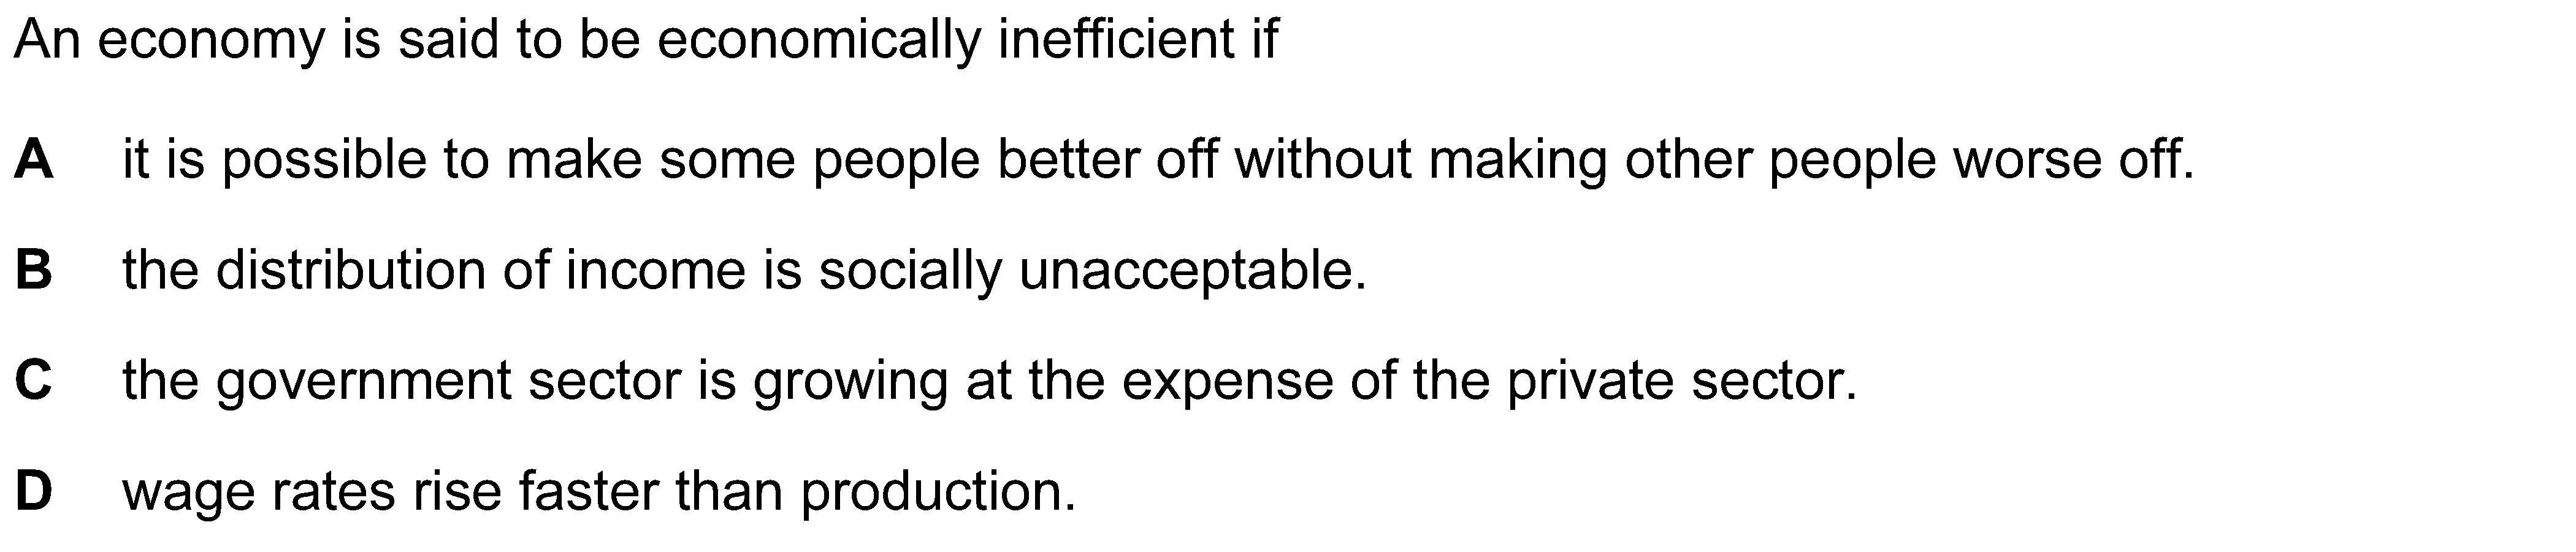 An economy is said to be economically inefficient if
A it is possible to make some people better off without making other people worse off.
B the distribution of income is socially unacceptable.
C the government sector is growing at the expense of the private sector.
D wage rates rise faster than production.